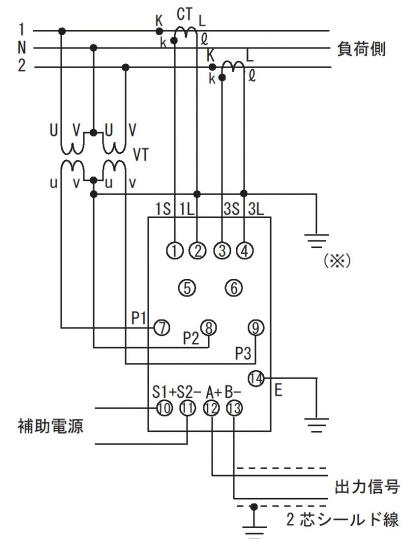 CT
1 K L
k ℓ
N 負荷側
2 K L
k ℓ
U V U V
VT
u v u v
1S 1L 3S 3L
(※)
① ② ③ ④
⑤ ⑥
P1 ⑦ ⑧ ⑨
P2
P3
⑭ E
S1+ S2- A+ B-
⑩ ⑪ ⑫ ⑬
補助電源
出力信号
2芯シールド線